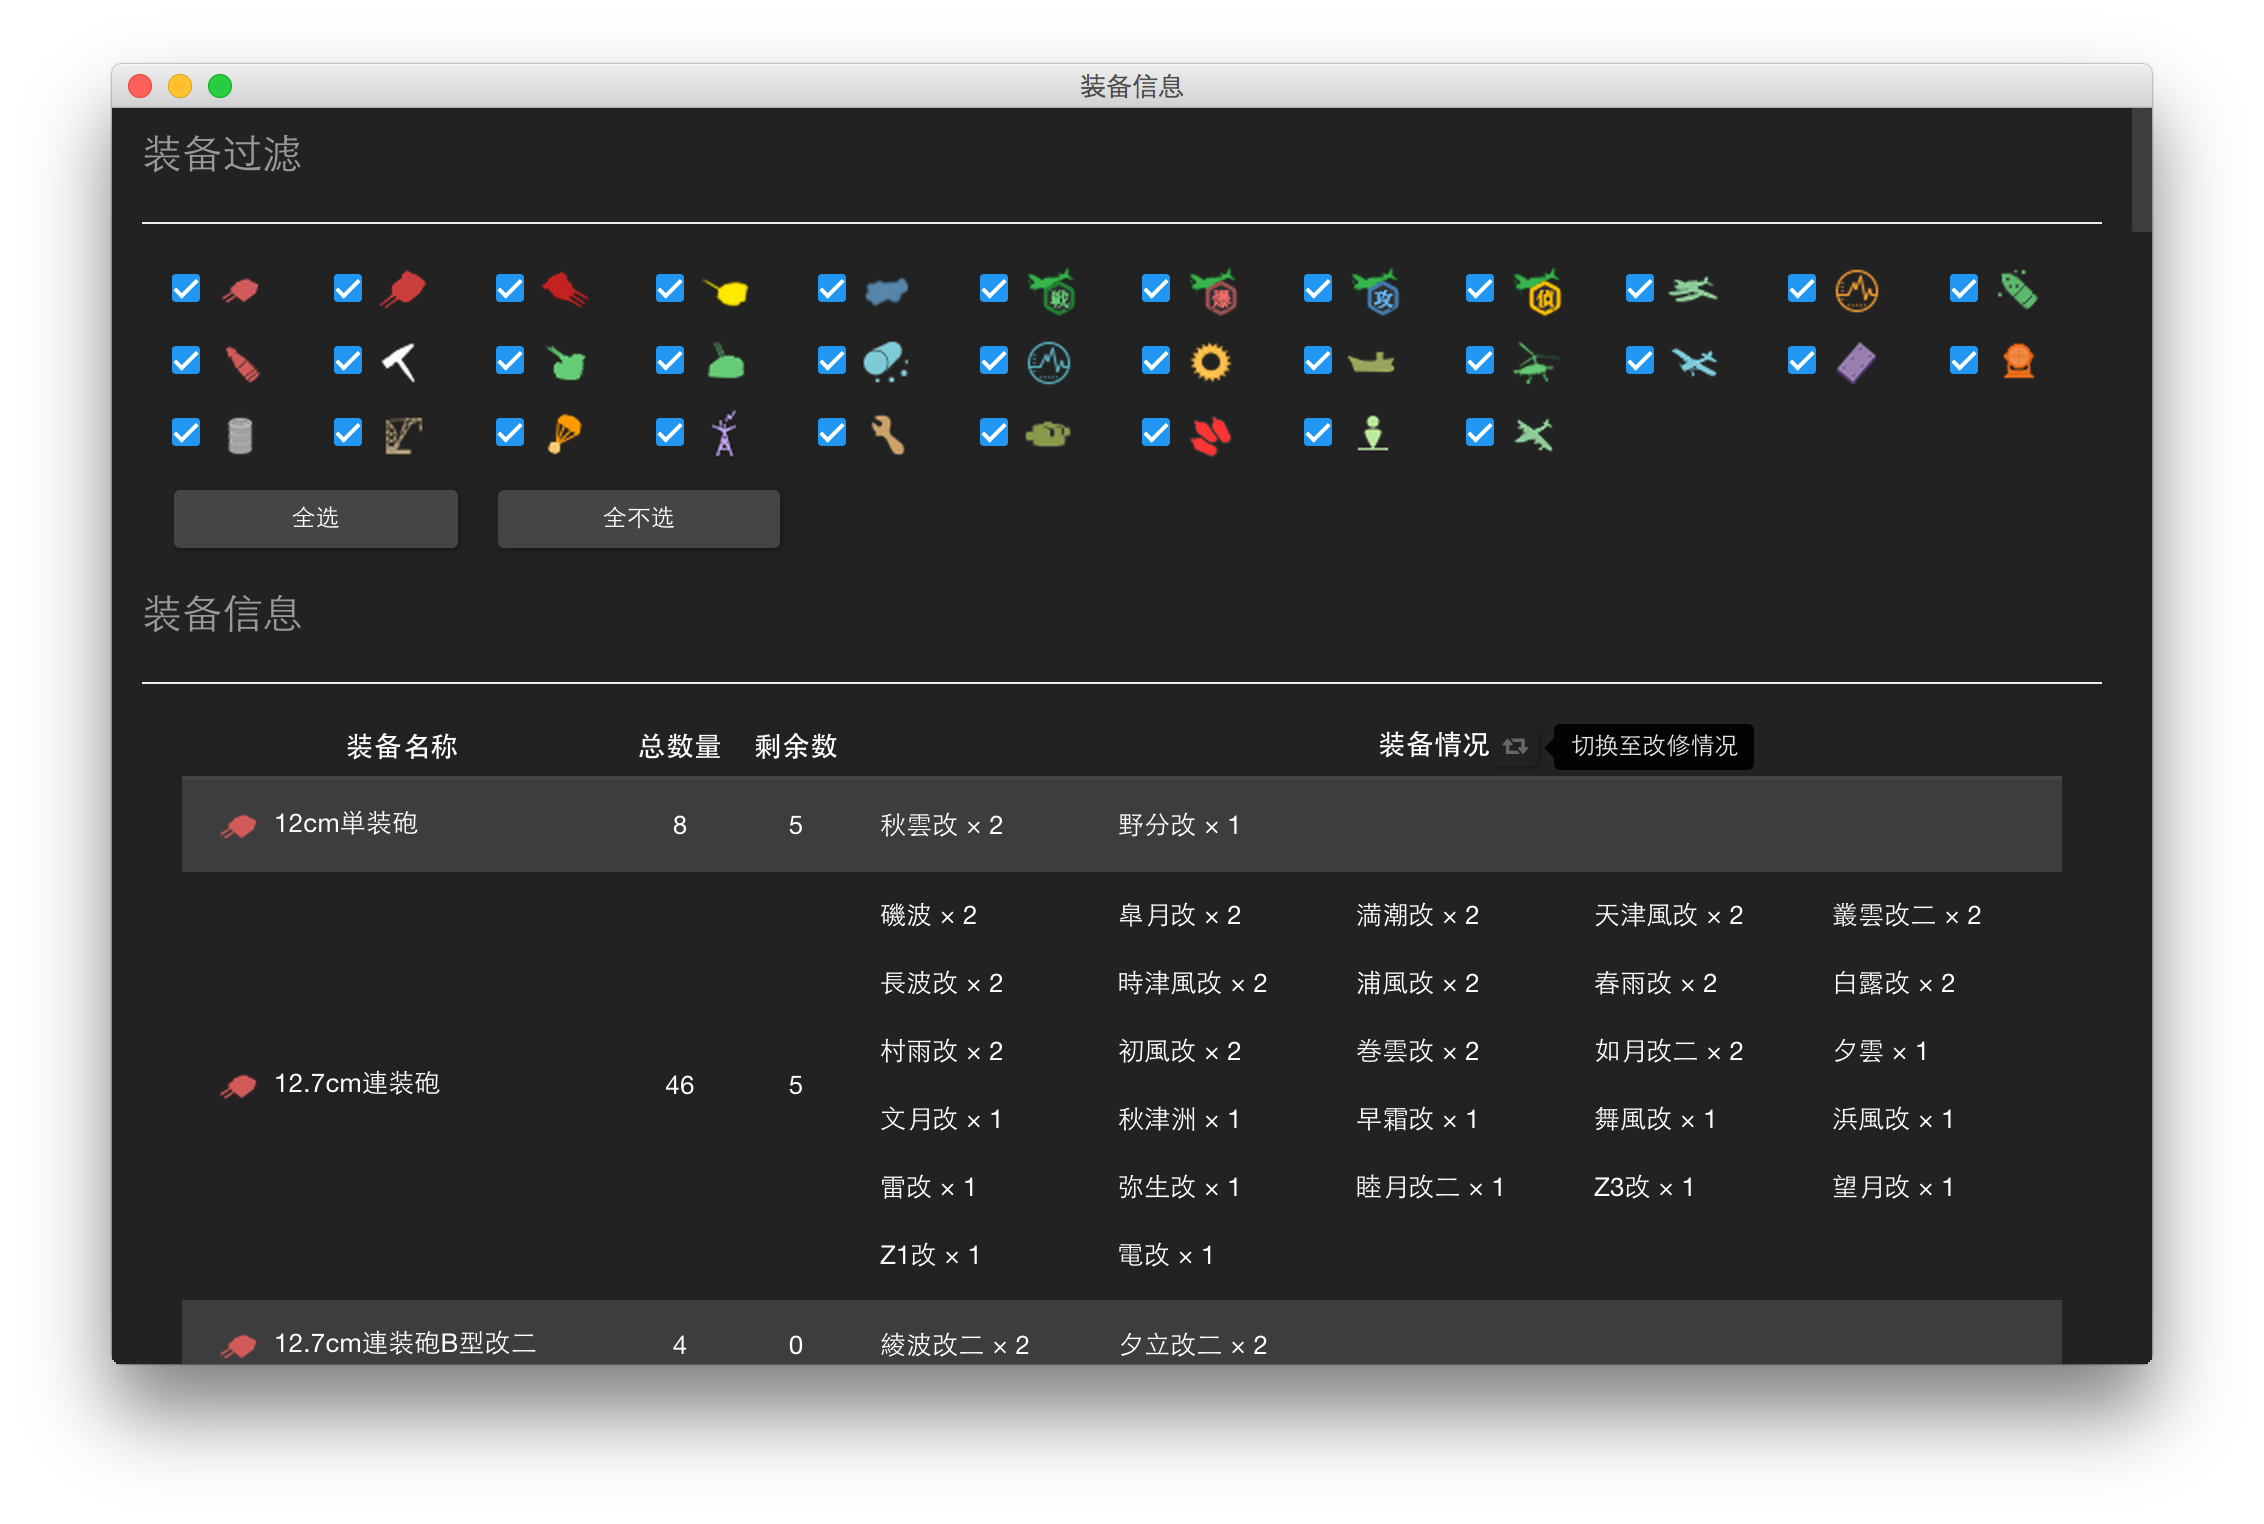 装备信息
装备过滤
戦 爆 攻 偵
全选 全不选
装备信息
装备名称 总数量 剩余数 装备情况 切换至改修情况
12cm単装砲 8 5 秋雲改 × 2 野分改 × 1
磯波 × 2 皐月改 × 2 満潮改 × 2 天津風改 × 2 叢雲改二 × 2
長波改 × 2 時津風改 × 2 浦風改 × 2 春雨改 × 2 白露改 × 2
村雨改 × 2 初風改 × 2 巻雲改 × 2 如月改二 × 2 夕雲 × 1
12.7cm連装砲 46 5
文月改 × 1 秋津洲 × 1 早霜改 × 1 舞風改 × 1 浜風改 × 1
雷改 × 1 弥生改 × 1 睦月改二 × 1 Z3改 × 1 望月改 × 1
Z1改 × 1 電改 × 1
12.7cm連装砲B型改二 4 0 綾波改二 × 2 夕立改二 × 2